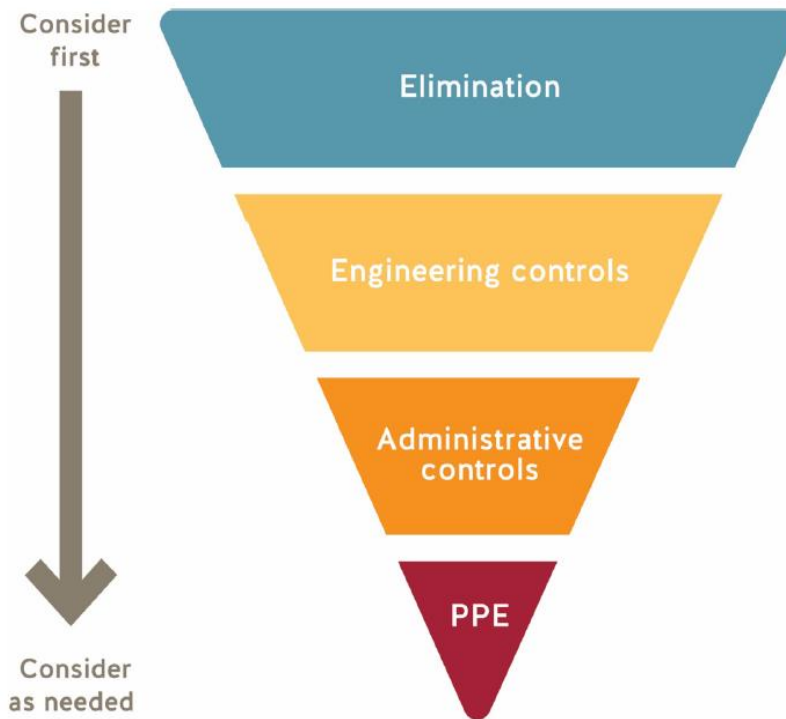 Consider
first
Elimination
Engineering controls
Administrative
controls
PPE
Consider
as needed